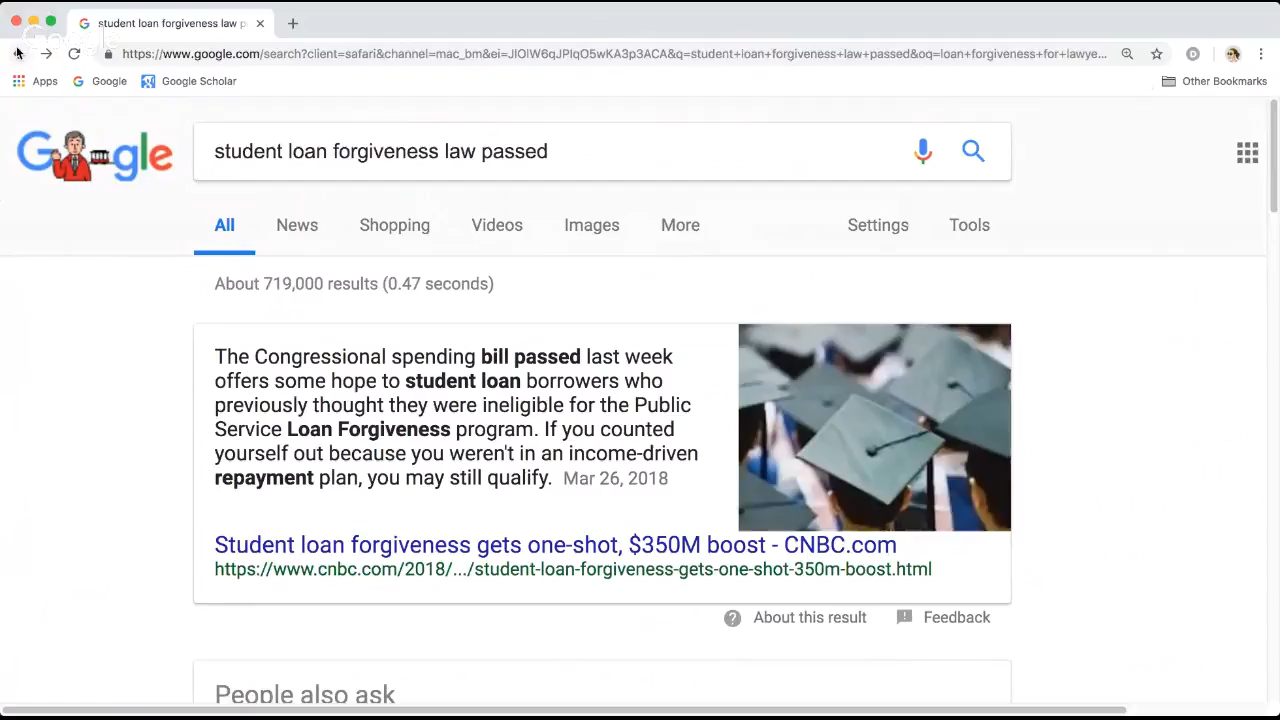 student loan forgiveness law p
https://www.google.com/search?client=safari&channel=mac_bm&ei=JIOlW6qJPIqO5wKA3p3ACA&q=student+loan+forgiveness+law+passed&oq=loan+forgiveness+for+lawye...
Apps Google Google Scholar Other Bookmarks
Google student loan forgiveness law passed
All News Shopping Videos Images More Settings Tools
About 719,000 results (0.47 seconds)
The Congressional spending bill passed last week
offers some hope to student loan borrowers who
previously thought they were ineligible for the Public
Service Loan Forgiveness program. If you counted
yourself out because you weren't in an income-driven
repayment plan, you may still qualify. Mar 26, 2018
Student loan forgiveness gets one-shot, $350M boost - CNBC.com
https://www.cnbc.com/2018/.../student-loan-forgiveness-gets-one-shot-350m-boost.html
About this result Feedback
People also ask